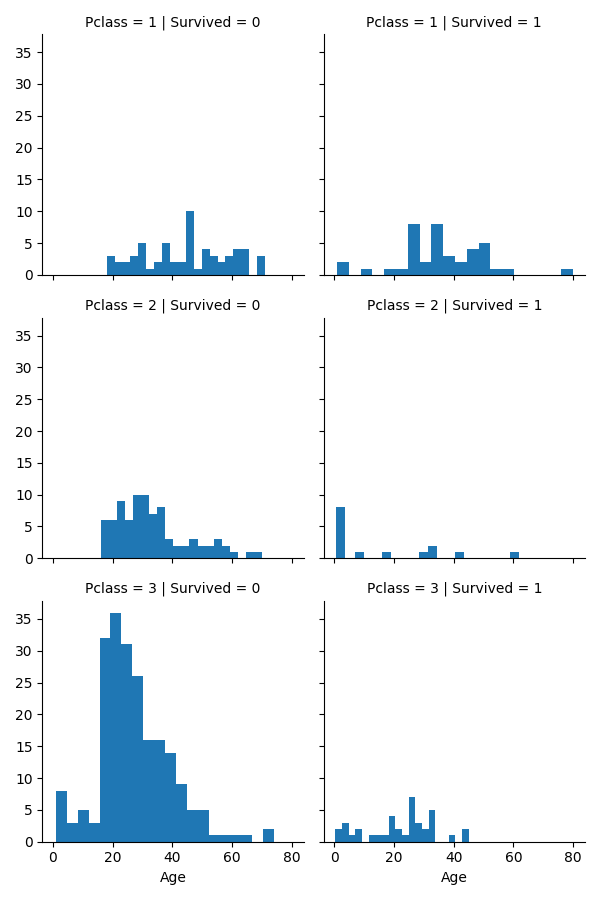 Pclass = 1 | Survived = 0
Pclass = 1 | Survived = 1
35
30
25
20
15
10
5
0
Pclass = 2 | Survived = 0
Pclass = 2 | Survived = 1
35
30
25
20
15
10
5
0
Pclass = 3 | Survived = 0
Pclass = 3 | Survived = 1
35
30
25
20
15
10
5
0
0 20 40 60 80
0 20 40 60 80
Age
Age